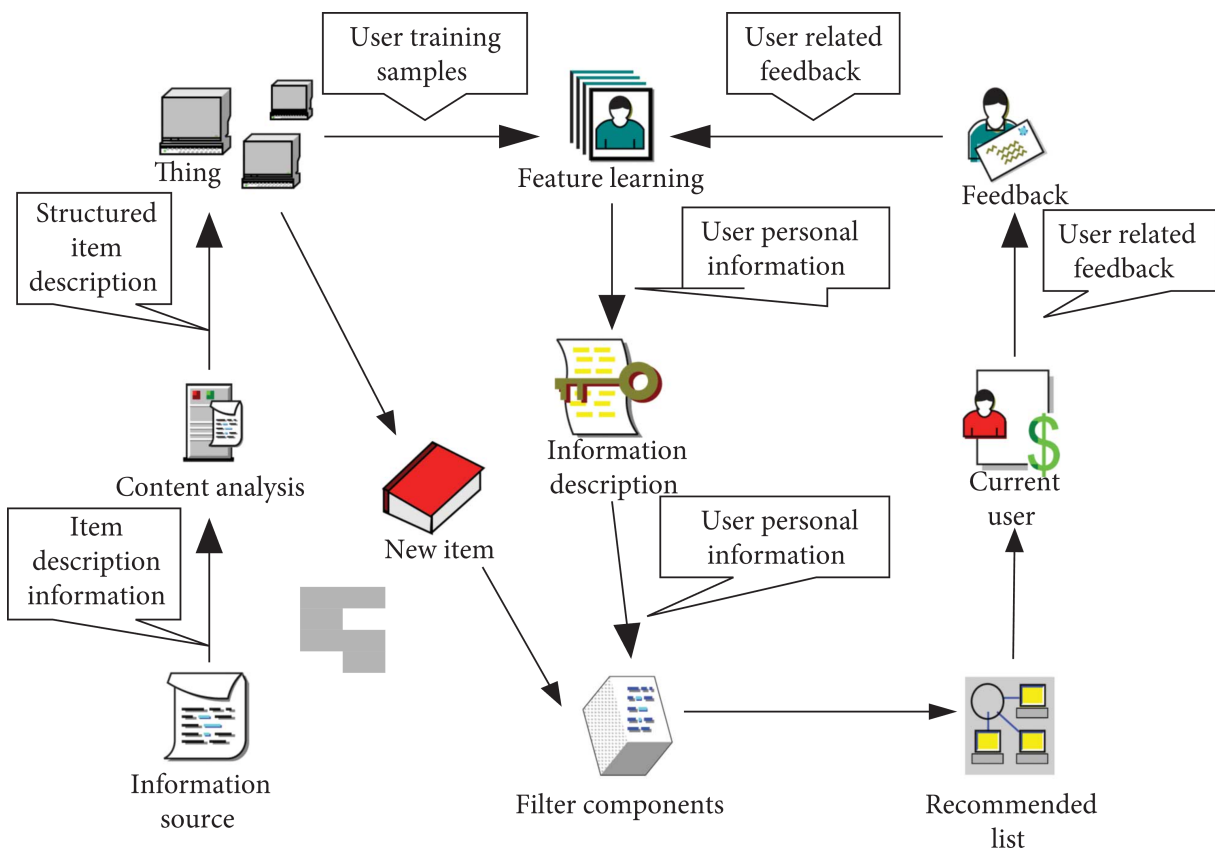 User training
samples
User related
feedback
Thing
Feature learning
Feedback
Structured
item
description
User personal
information
User related
feedback
Information
description
Content analysis
Current
user
Item
description
information
New item
User personal
information
Information
source
Filter components
Recommended
list